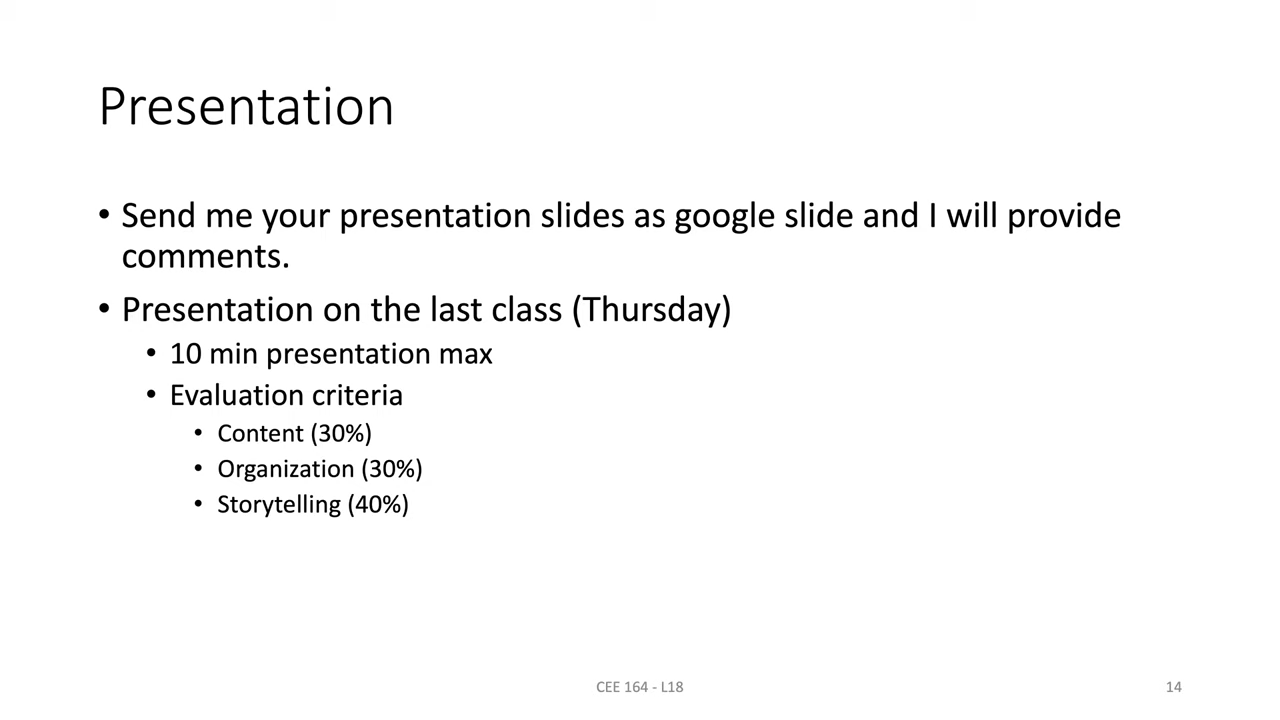 Presentation
• Send me your presentation slides as google slide and I will provide
comments.
• Presentation on the last class (Thursday)
• 10 min presentation max
• Evaluation criteria
• Content (30%)
• Organization (30%)
• Storytelling (40%)
CEE 164 - L18
14